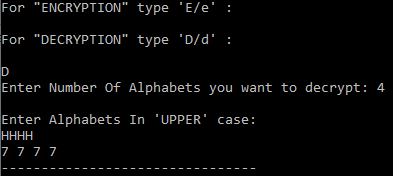 For "ENCRYPTION" type 'E/e' :
For "DECRYPTION" type 'D/d' :
D
Enter Number Of Alphabets you want to decrypt: 4
Enter Alphabets In 'UPPER' case:
HHHH
7 7 7 7
--------------------------------